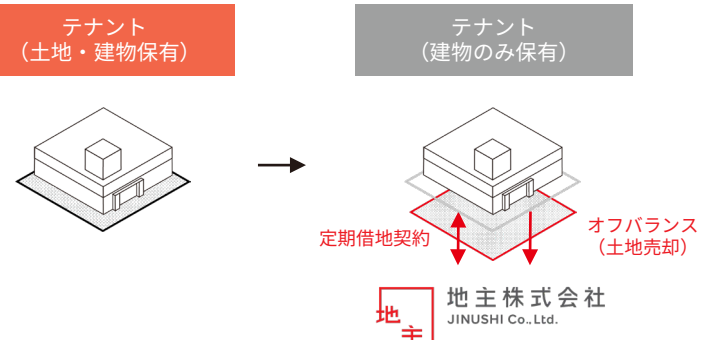 テナント
（土地・建物保有）
テナント
（建物のみ保有）
定期借地契約
オフバランス
（土地売却）
地主
地主株式会社
JINUSHI Co., Ltd.